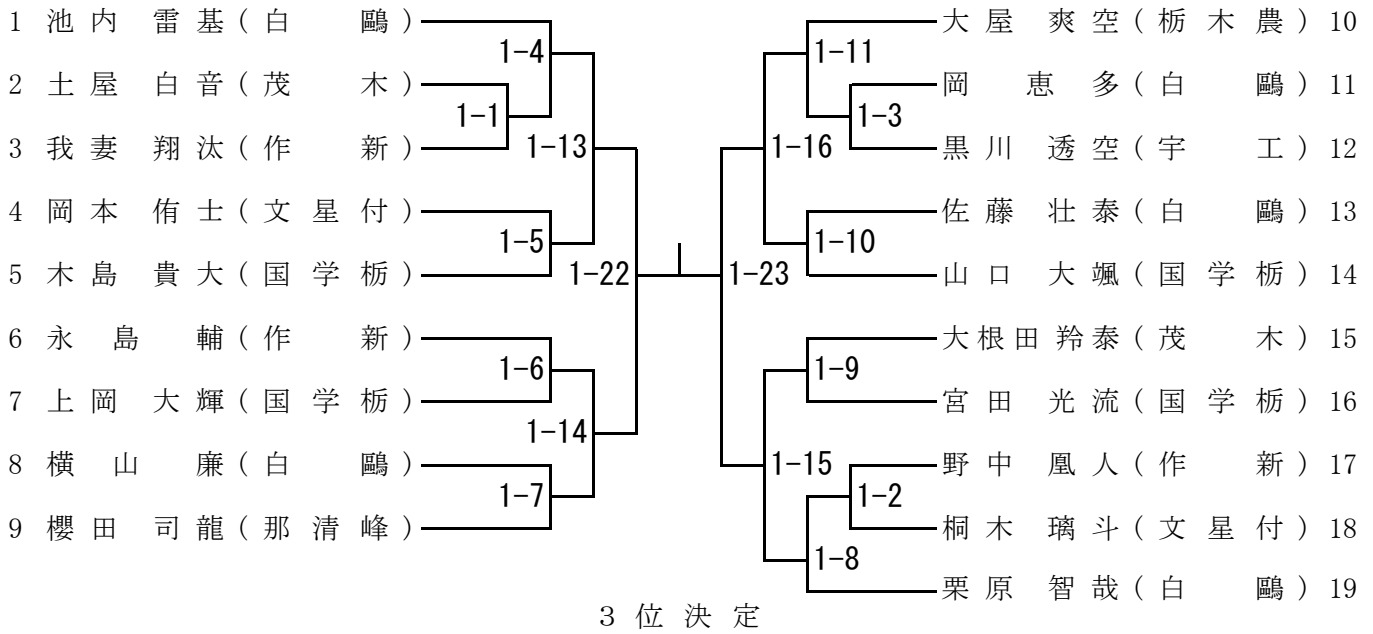 1 池内 雷基(白 鷗)
1-4
2 土屋 白音(茂 木)
1-1
3 我妻 翔汰(作 新)
1-13
4 岡本 侑士(文星付)
1-5
5 木島 貴大(国学栃)
1-22
6 永島 輔(作 新)
1-6
7 上岡 大輝(国学栃)
1-14
8 横山 廉(白 鷗)
1-7
9 櫻田 司龍(那清峰)
大屋 爽空(栃木農) 10
1-11
岡 恵多(白 鷗) 11
1-3
黒川 透空(宇 工) 12
1-16
佐藤 壮泰(白 鷗) 13
1-10
山口 大颯(国学栃) 14
1-23
大根田羚泰(茂 木) 15
1-9
宮田 光流(国学栃) 16
1-15
野中 凰人(作 新) 17
1-2
桐木 璃斗(文星付) 18
1-8
栗原 智哉(白 鷗) 19
3位決定